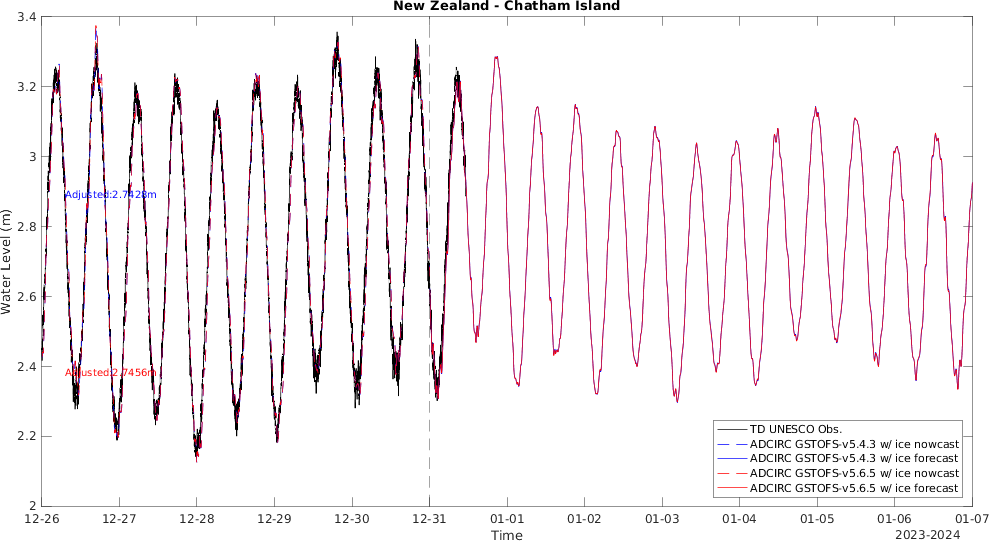 New Zealand - Chatham Island
3.4
3.2
3
2.8
2.6
2.4
2.2
2
Water Level (m)
Adjusted:2.7428m
Adjusted:2.7456m
TD UNESCO Obs.
ADCIRC GSTOFS-v5.4.3 w/ ice nowcast
ADCIRC GSTOFS-v5.4.3 w/ ice forecast
ADCIRC GSTOFS-v5.6.5 w/ ice nowcast
ADCIRC GSTOFS-v5.6.5 w/ ice forecast
12-26 12-27 12-28 12-29 12-30 12-31 01-01 01-02 01-03 01-04 01-05 01-06 01-07
Time
2023-2024